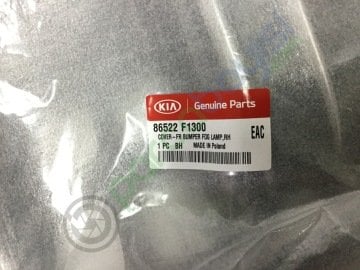 KIA Genuine Parts
86522 F1300
COVER-FR BUMPER FOG LAMP,RH
1 PC BH MADE IN Poland
EAC